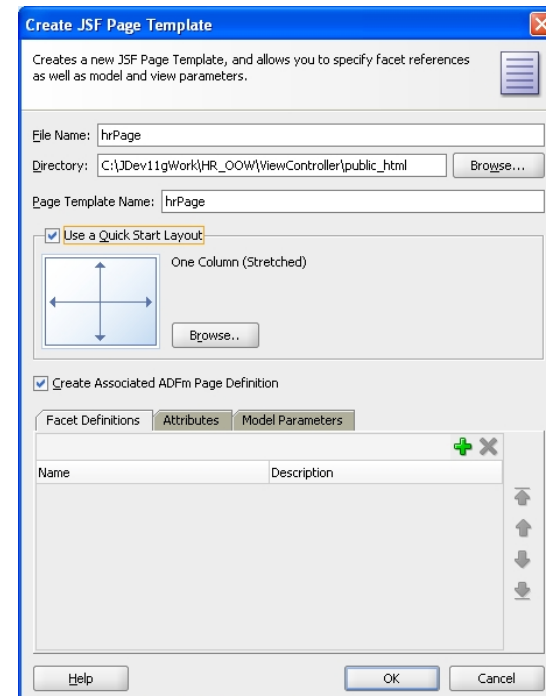 Create JSF Page Template
Creates a new JSF Page Template, and allows you to specify facet references
as well as model and view parameters.
File Name: hrPage
Directory: C:\JDev11gWork\HR_OOW\ViewController\public_html Browse...
Page Template Name: hrPage
Use a Quick Start Layout
One Column (Stretched)
Browse..
Create Associated ADFm Page Definition
Facet Definitions Attributes Model Parameters
Name Description
Help OK Cancel